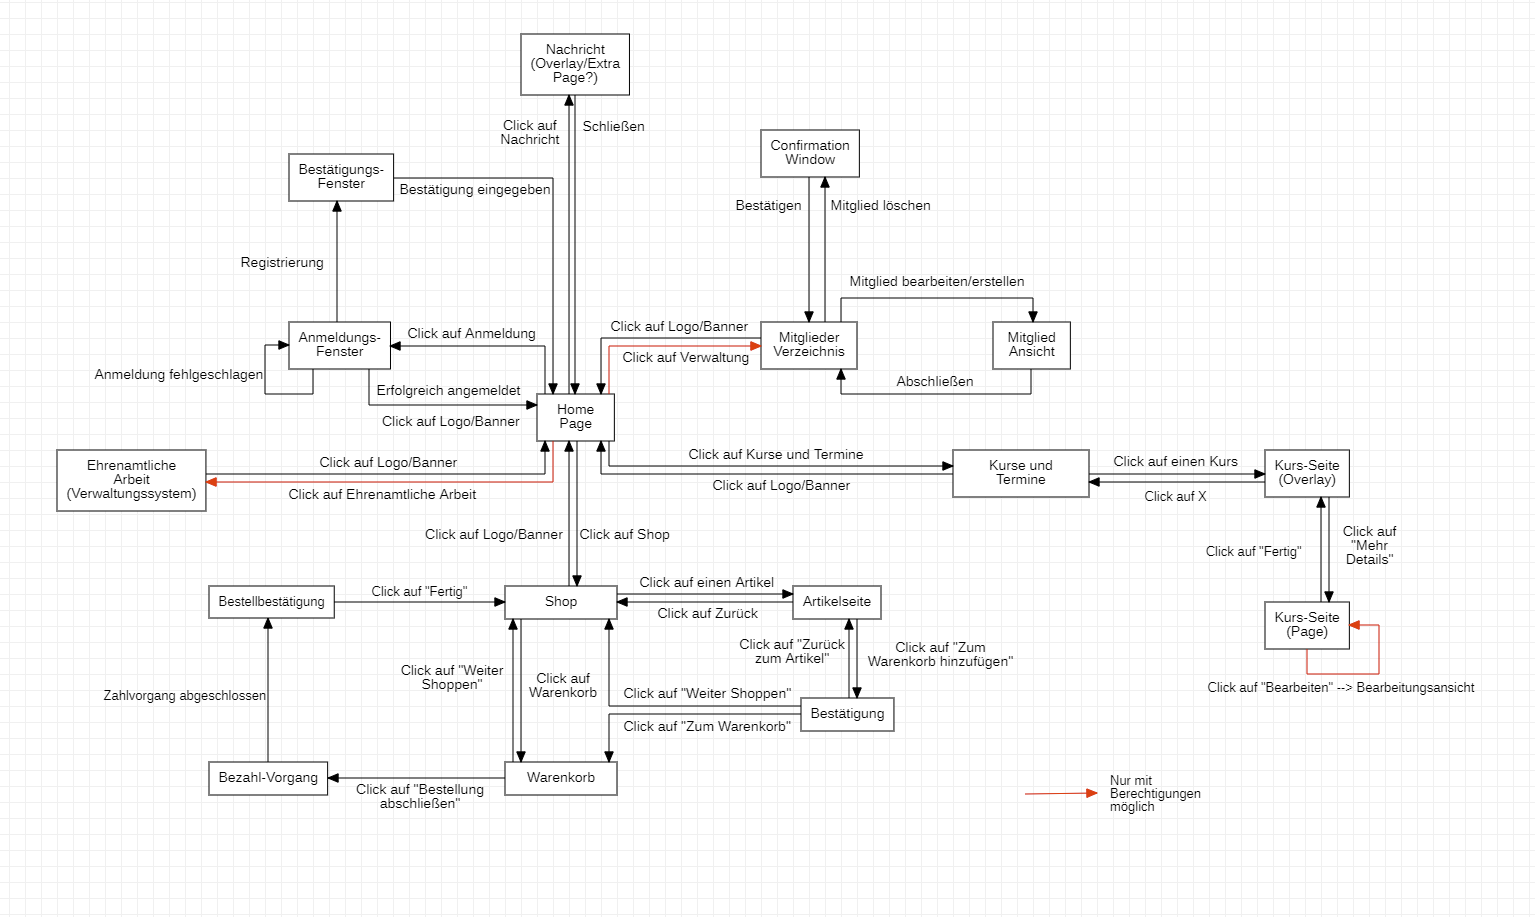 Nachricht
(Overlay/Extra
Page?)
Click auf
Nachricht
Schließen
Confirmation
Window
Bestätigungs-
Fenster
Bestätigung eingegeben
Bestätigen
Mitglied löschen
Registrierung
Mitglied bearbeiten/erstellen
Anmeldungs-
Fenster
Click auf Anmeldung
Click auf Logo/Banner
Click auf Verwaltung
Mitglieder
Verzeichnis
Mitglied
Ansicht
Anmeldung fehlgeschlagen
Erfolgreich angemeldet
Abschließen
Click auf Logo/Banner
Home
Page
Ehrenamtliche
Arbeit
(Verwaltungssystem)
Click auf Logo/Banner
Click auf Ehrenamtliche Arbeit
Click auf Kurse und Termine
Click auf Logo/Banner
Kurse und
Termine
Click auf einen Kurs
Click auf X
Kurs-Seite
(Overlay)
Click auf Logo/Banner
Click auf Shop
Click auf "Fertig"
Click auf
"Mehr
Details"
Bestellbestätigung
Click auf "Fertig"
Shop
Click auf einen Artikel
Click auf Zurück
Artikelseite
Kurs-Seite
(Page)
Click auf "Weiter
Shoppen"
Click auf
Warenkorb
Click auf "Zurück
zum Artikel"
Click auf "Zum
Warenkorb hinzufügen"
Zahlvorgang abgeschlossen
Click auf "Weiter Shoppen"
Click auf "Zum Warenkorb"
Bestätigung
Click auf "Bearbeiten" --> Bearbeitungsansicht
Bezahl-Vorgang
Click auf "Bestellung
abschließen"
Warenkorb
Nur mit
Berechtigungen
möglich